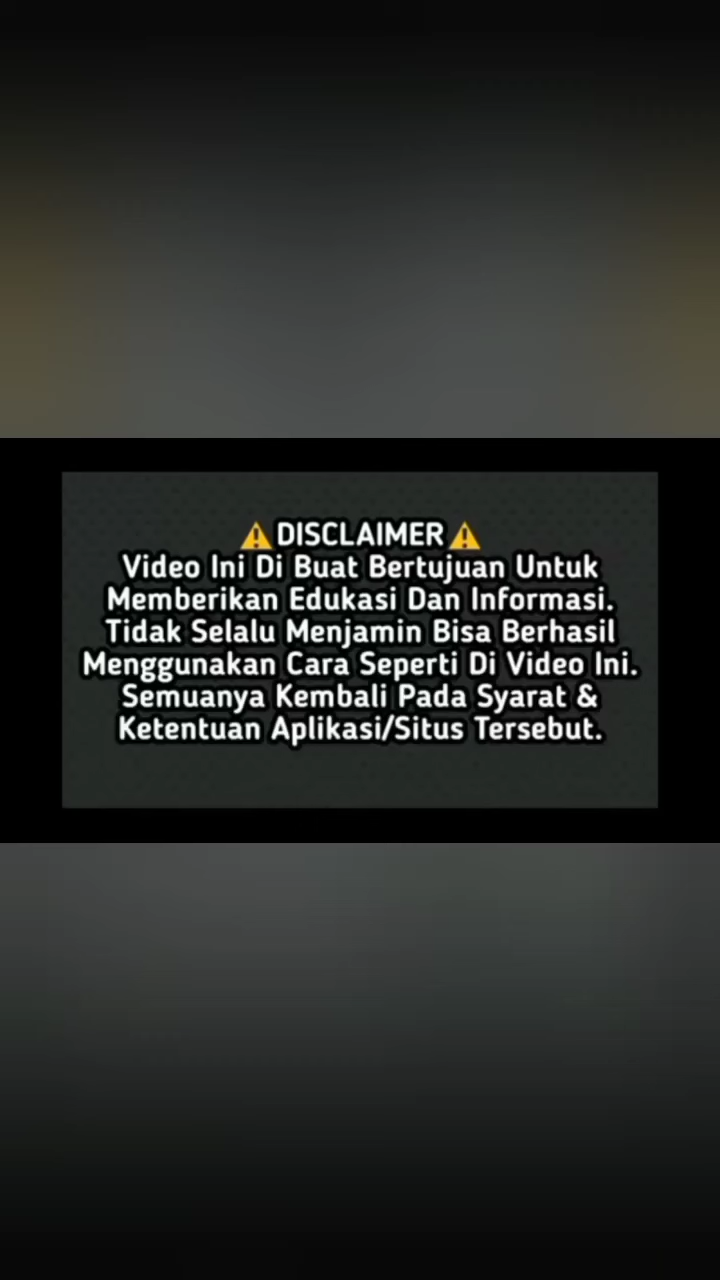 ⚠️DISCLAIMER⚠️
Video Ini Di Buat Bertujuan Untuk
Memberikan Edukasi Dan Informasi.
Tidak Selalu Menjamin Bisa Berhasil
Menggunakan Cara Seperti Di Video Ini.
Semuanya Kembali Pada Syarat &
Ketentuan Aplikasi/Situs Tersebut.